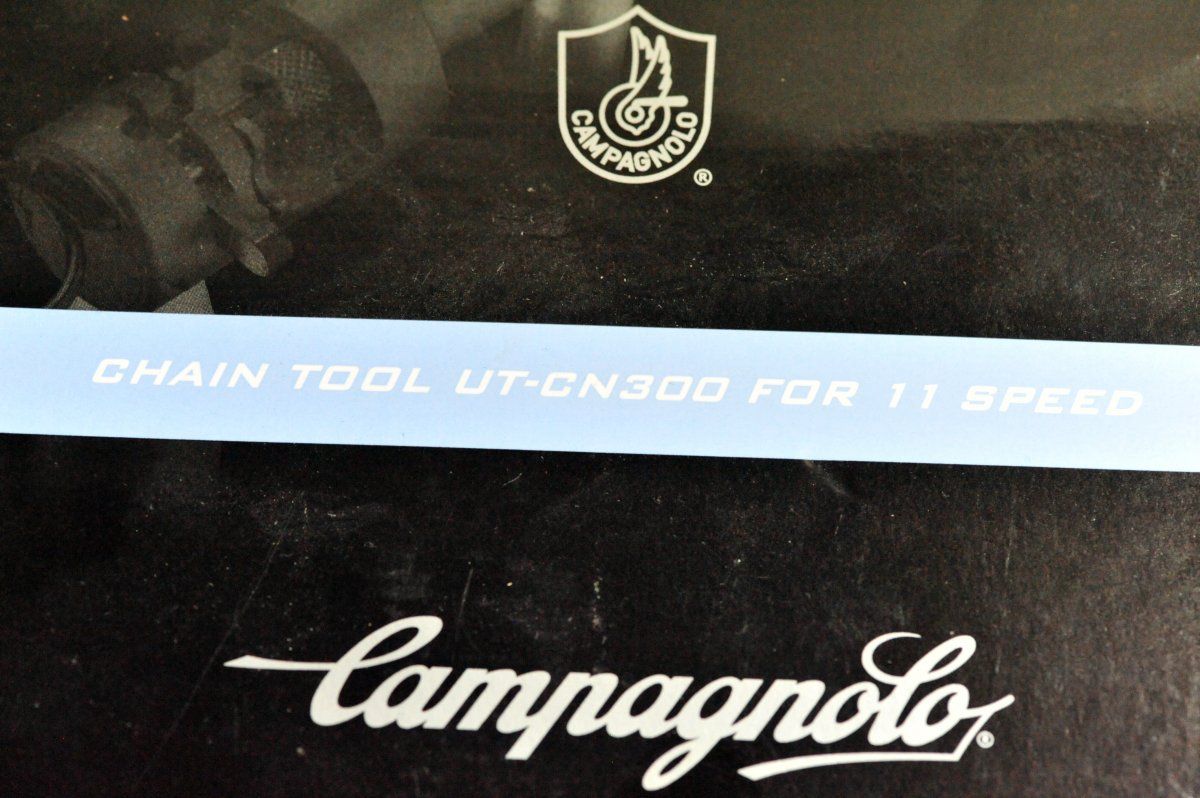 CAMPAGNOLO
®
CHAIN TOOL UT-CN300 FOR 11 SPEED
Campagnolo®